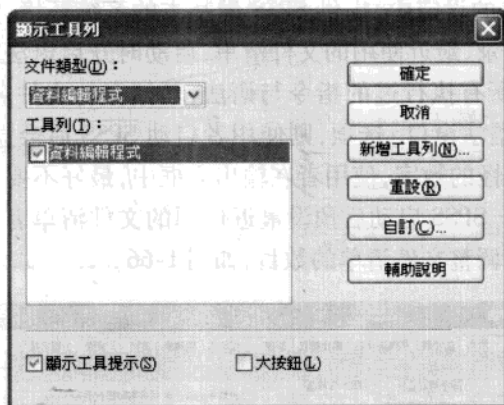 顯示工具列
文件類型(D)：
資料編輯程式
工具列(T)：
資料編輯程式
確定
取消
新增工具列(N)...
重設(R)
自訂(C)...
輔助說明
顯示工具提示(S)
大按鈕(L)